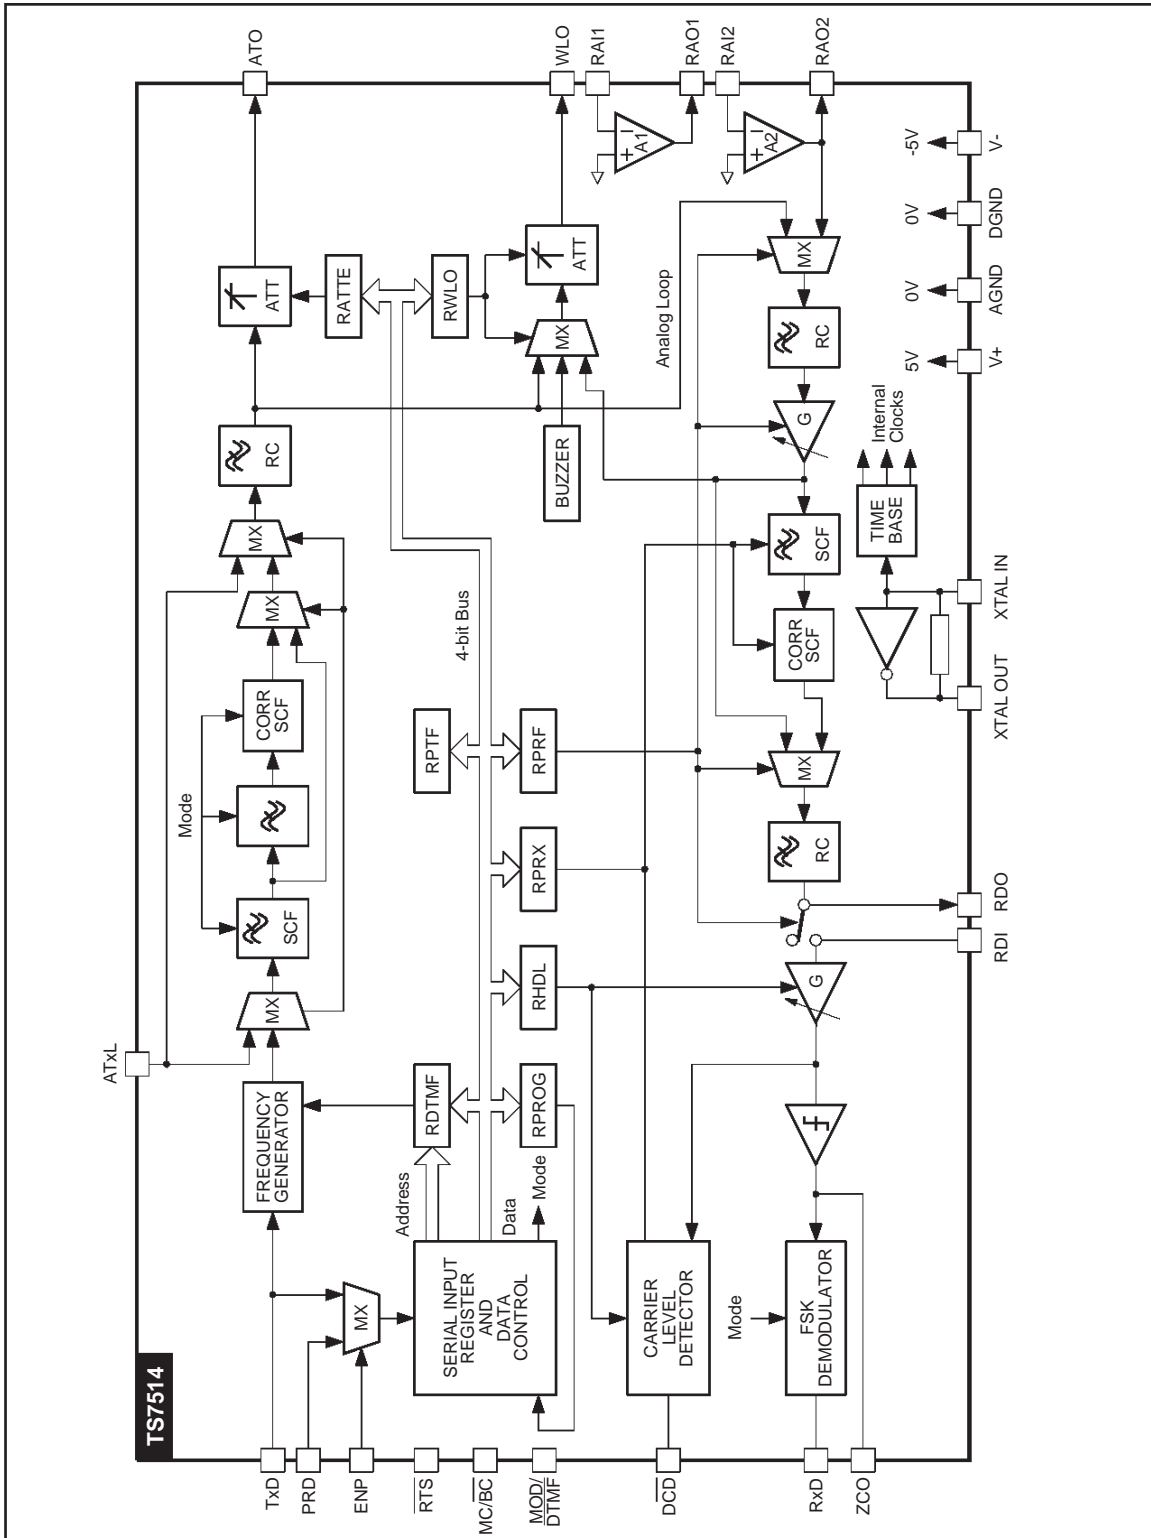 TS7514
TxD
PRD
ENP
RTS
MC/BC
MOD/
DTMF
DCD
RxD
ZCO
ATxL
ATO
WLO
RAI1
RAO1
RAI2
RAO2
V-
DGND
AGND
V+
-5V
0V
0V
5V
XTAL IN
XTAL OUT
RDO
RDI
MX
SERIAL INPUT
REGISTER
AND
DATA
CONTROL
Address
Data
Mode
FREQUENCY
GENERATOR
MX
SCF
Mode
CORR
SCF
MX
MX
RC
ATT
RATTE
RWLO
MX
ATT
BUZZER
4-bit Bus
RDTMF
RPROG
RHDL
RPRX
RPTF
RPRF
Analog Loop
A1
+
−
A2
+
−
MX
RC
G
SCF
CORR
SCF
MX
RC
G
CARRIER
LEVEL
DETECTOR
Mode
FSK
DEMODULATOR
TIME
BASE
Internal
Clocks